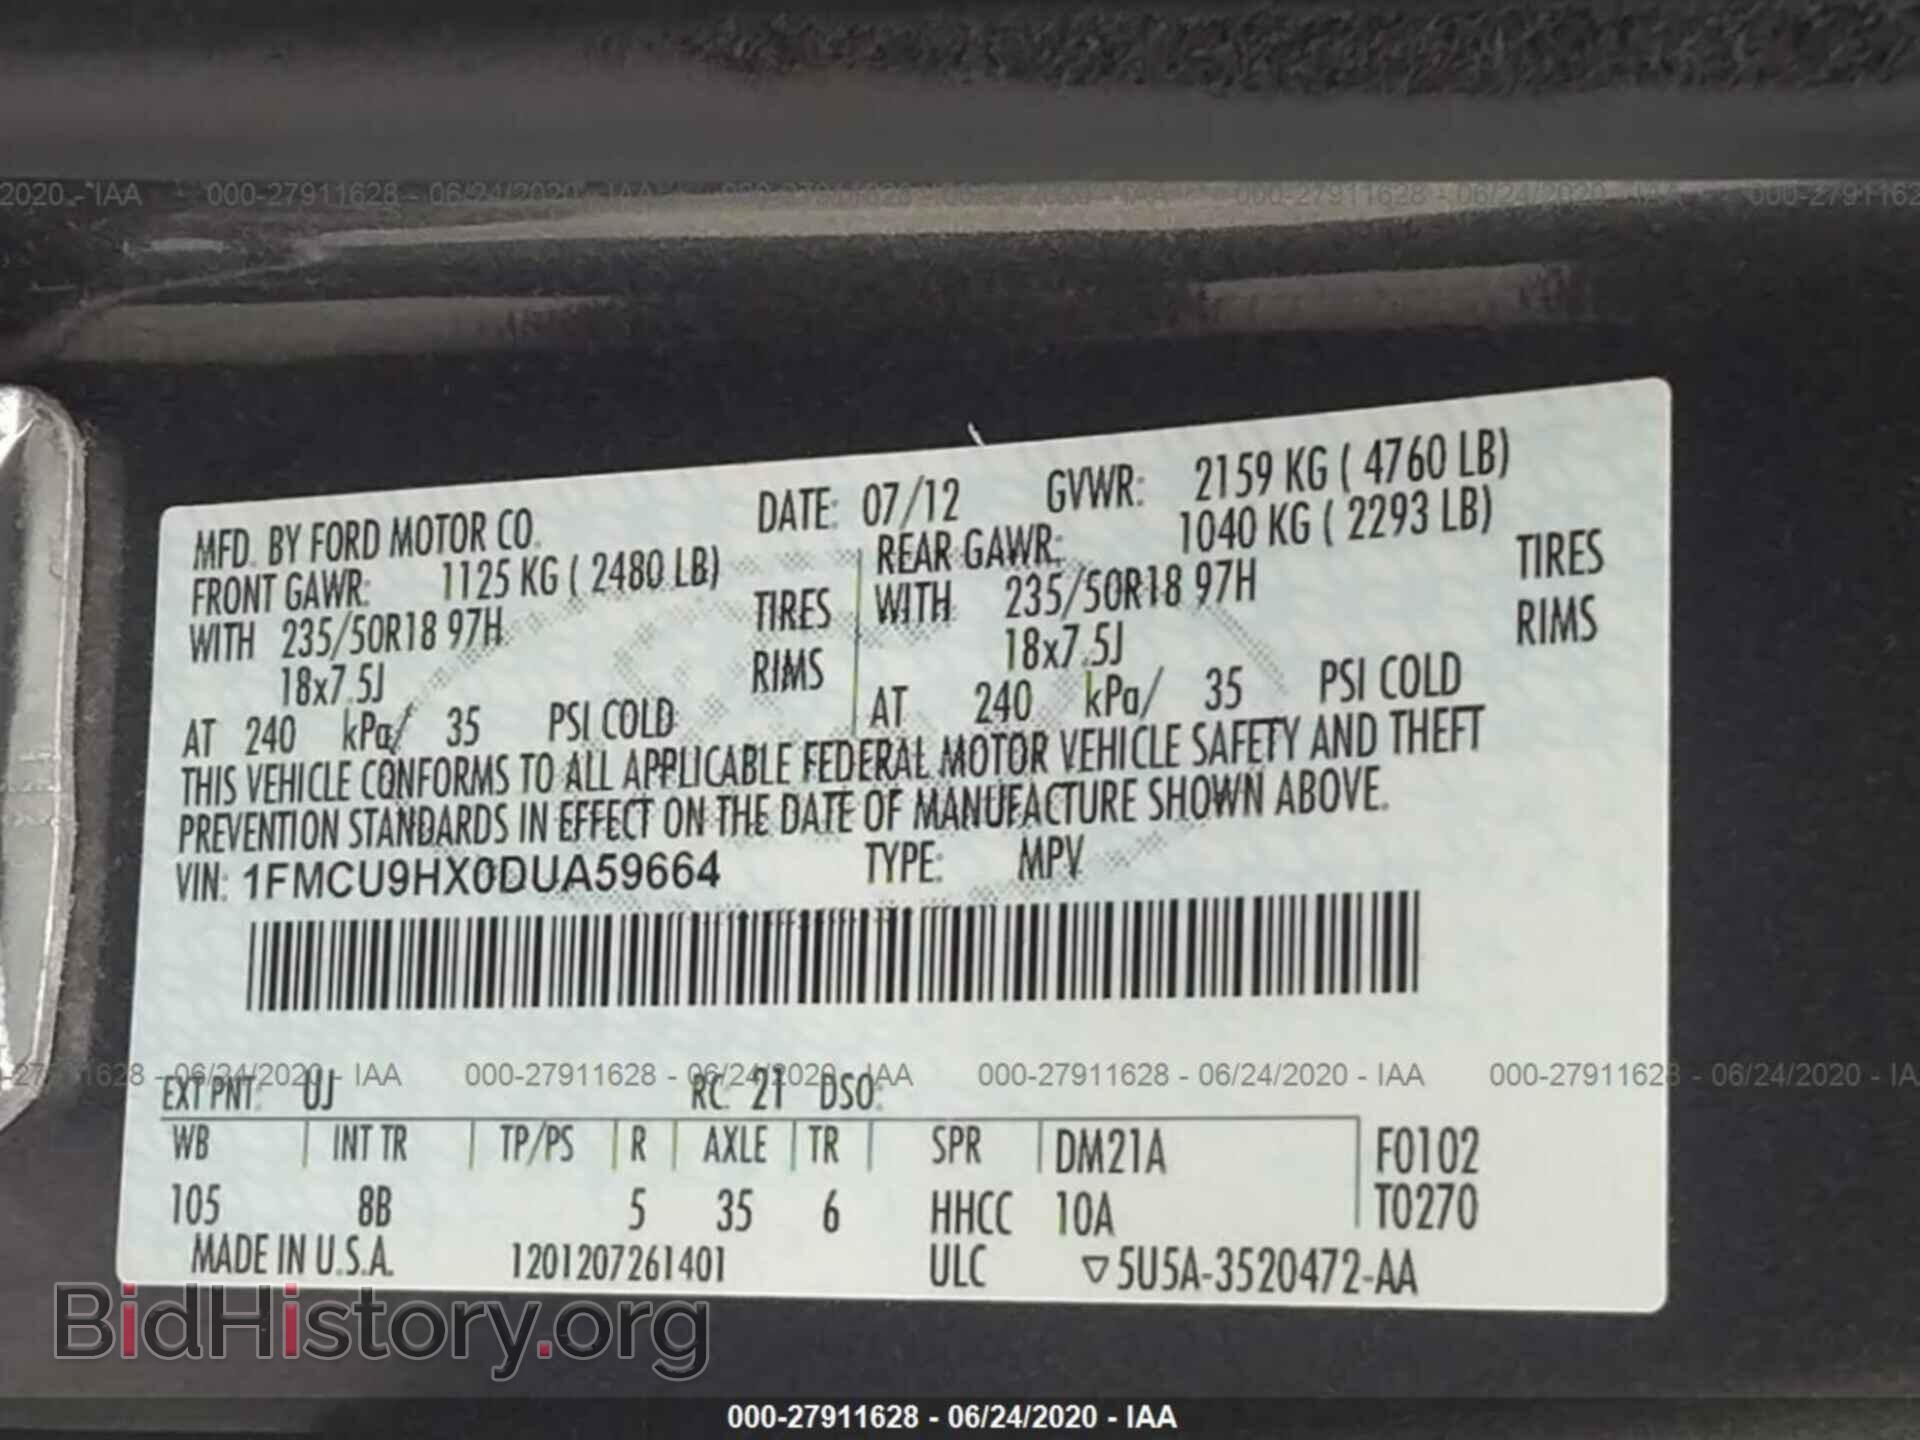 2020 - IAA 000-27911628 - 06/24/2020 - IAA 000-27911628 - 06/24/2020 - IAA 000-27911628 - 06/24/2020 - IAA 000-2791162
MFD. BY FORD MOTOR CO. DATE: 07/12 GVWR: 2159 KG ( 4760 LB)
FRONT GAWR: 1125 KG ( 2480 LB) REAR GAWR: 1040 KG ( 2293 LB)
WITH 235/50R18 97H TIRES WITH 235/50R18 97H TIRES
18x7.5J RIMS 18x7.5J RIMS
AT 240 kPa/ 35 PSI COLD AT 240 kPa/ 35 PSI COLD
THIS VEHICLE CONFORMS TO ALL APPLICABLE FEDERAL MOTOR VEHICLE SAFETY AND THEFT
PREVENTION STANDARDS IN EFFECT ON THE DATE OF MANUFACTURE SHOWN ABOVE.
VIN: 1FMCU9HX0DUA59664 TYPE: MPV
-27911628 - 06/24/2020 - IAA 000-27911628 - 06/24/2020 - IAA 000-27911628 - 06/24/2020 - IAA 000-27911628 - 06/24/2020 - IA
EXT PNT: UJ RC: 21 DSO:
WB INT TR TP/PS R AXLE TR SPR DM21A F0102
105 8B 5 35 6 HHCC 10A T0270
MADE IN U.S.A. 1201207261401 ULC ▽5U5A-3520472-AA
BidHistory.org
000-27911628 - 06/24/2020 - IAA